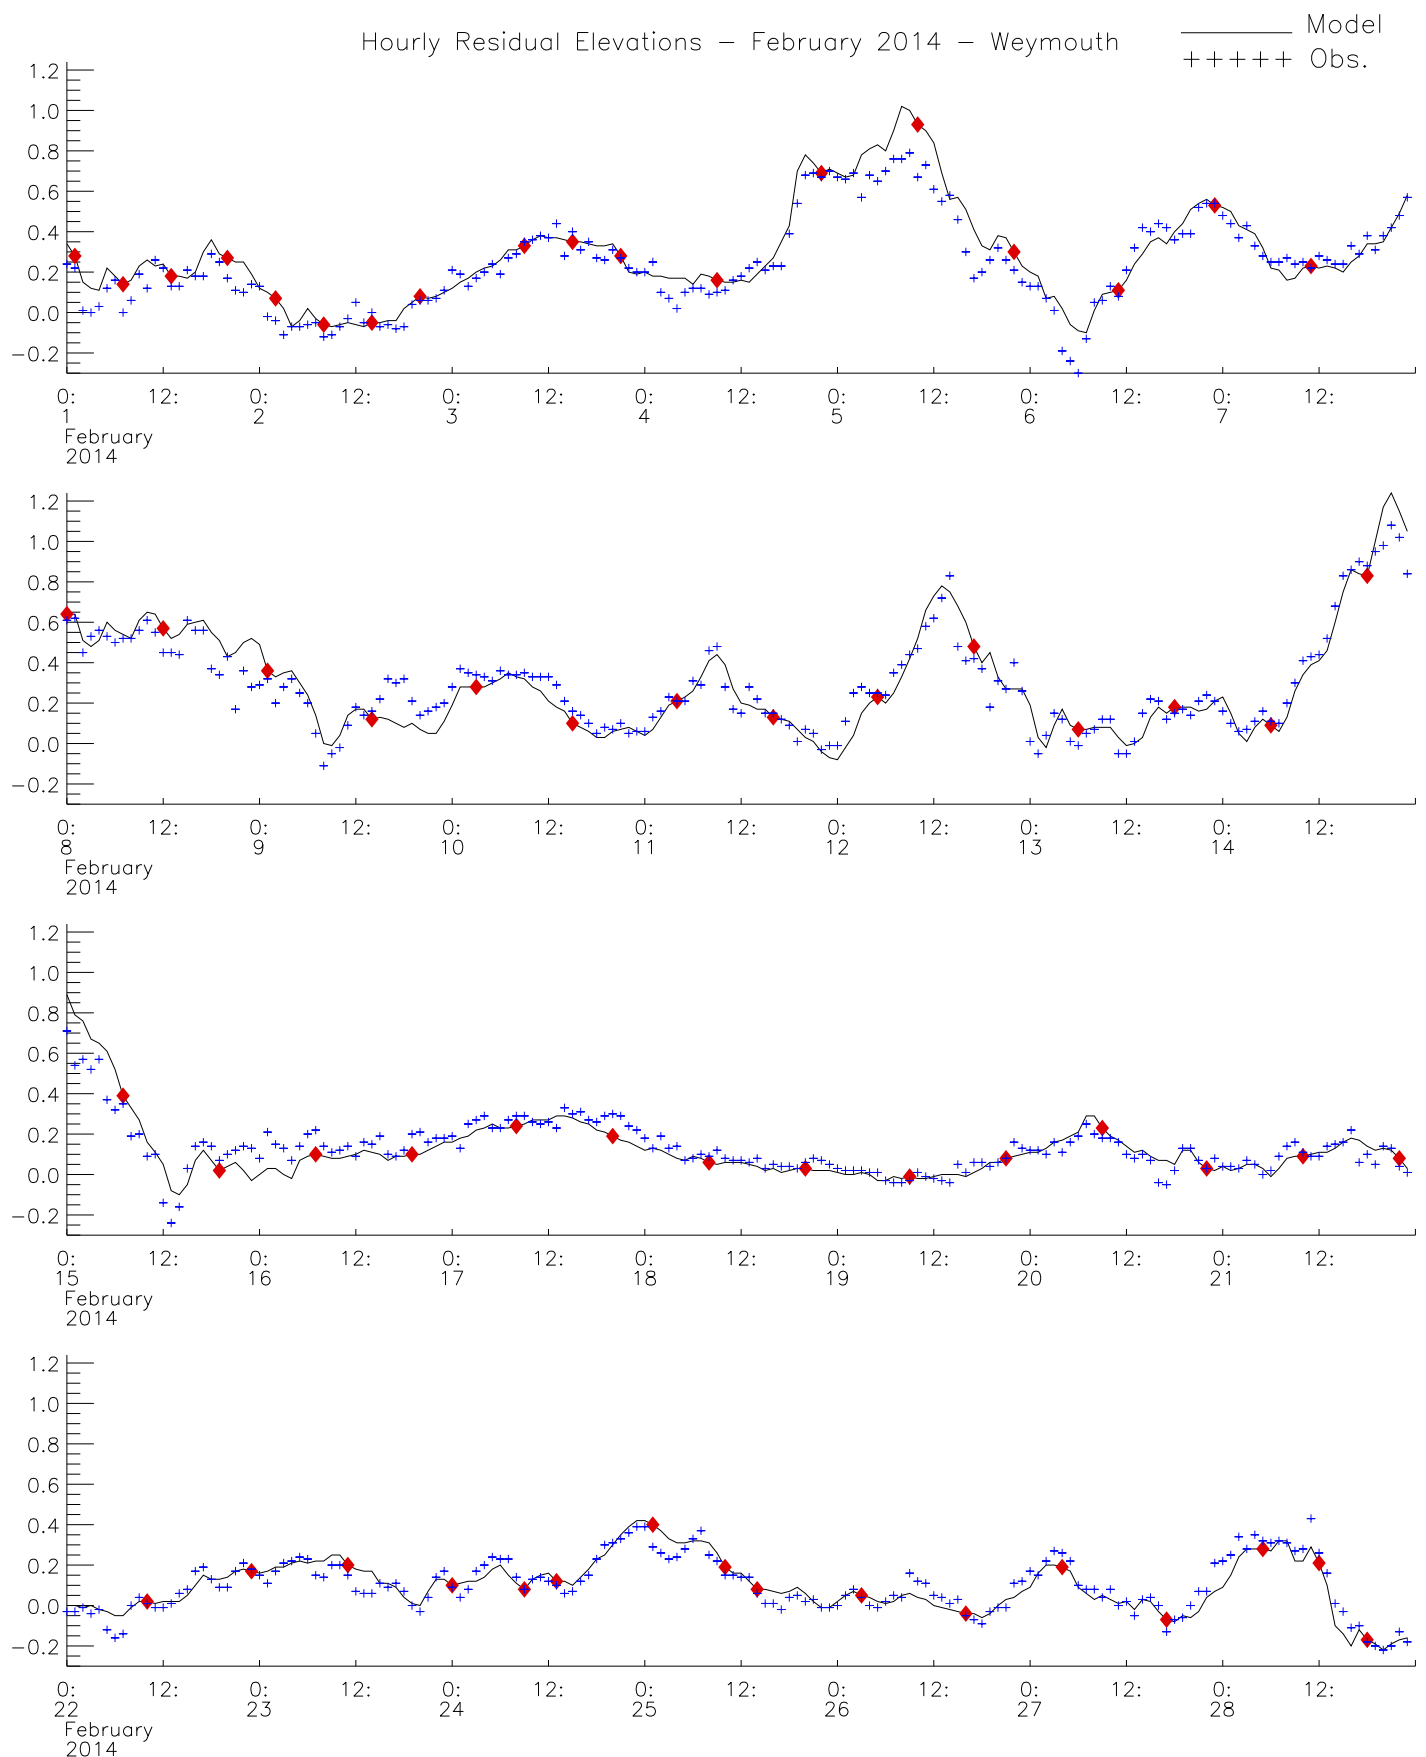 Hourly Residual Elevations – February 2014 – Weymouth
Model
+++++ Obs.
1.2
1.0
0.8
0.6
0.4
0.2
0.0
−0.2
0: 12: 0: 12: 0: 12: 0: 12: 0: 12: 0: 12: 0: 12:
1 2 3 4 5 6 7
February
2014
1.2
1.0
0.8
0.6
0.4
0.2
0.0
−0.2
0: 12: 0: 12: 0: 12: 0: 12: 0: 12: 0: 12: 0: 12:
8 9 10 11 12 13 14
February
2014
1.2
1.0
0.8
0.6
0.4
0.2
0.0
−0.2
0: 12: 0: 12: 0: 12: 0: 12: 0: 12: 0: 12: 0: 12:
15 16 17 18 19 20 21
February
2014
1.2
1.0
0.8
0.6
0.4
0.2
0.0
−0.2
0: 12: 0: 12: 0: 12: 0: 12: 0: 12: 0: 12: 0: 12:
22 23 24 25 26 27 28
February
2014